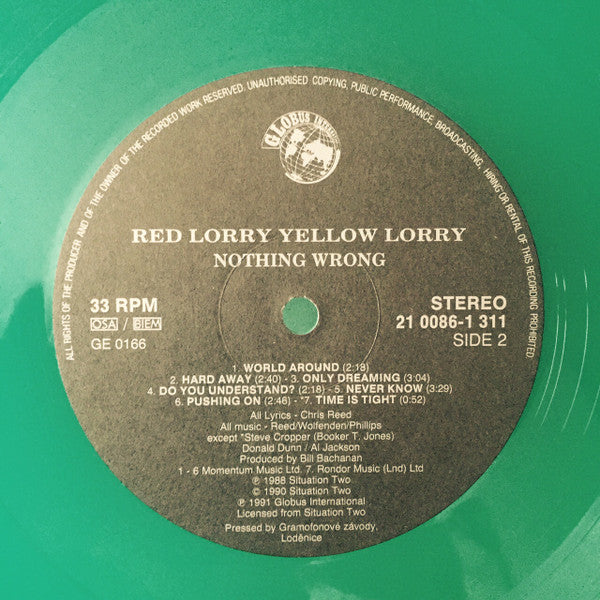 ALL RIGHTS OF THE PRODUCER AND OF THE OWNER OF THE RECORDED WORK RESERVED. UNAUTHORISED COPYING, PUBLIC PERFORMANCE, BROADCASTING, HIRING OR RENTAL OF THIS RECORDING PROHIBITED
GLOBUS INTERNATIONAL
RED LORRY YELLOW LORRY
NOTHING WRONG
33 RPM
OSA / BIEM
GE 0166
STEREO
21 0086-1 311
SIDE 2
1. WORLD AROUND (2:18)
2. HARD AWAY (2:40) - 3. ONLY DREAMING (3:04)
4. DO YOU UNDERSTAND? (2:18) - 5. NEVER KNOW (3:29)
6. PUSHING ON (2:46) - *7. TIME IS TIGHT (0:52)
All Lyrics - Chris Reed
All music - Reed/Wolfenden/Phillips
except *Steve Cropper (Booker T. Jones)
Donald Dunn / Al Jackson
Produced by Bill Bachanan
1 - 6 Momentum Music Ltd. 7. Rondor Music (Lnd) Ltd
℗ 1988 Situation Two
© 1990 Situation Two
℗ 1991 Globus International
Licensed from Situation Two
Pressed by Gramofonové závody,
Loděnice